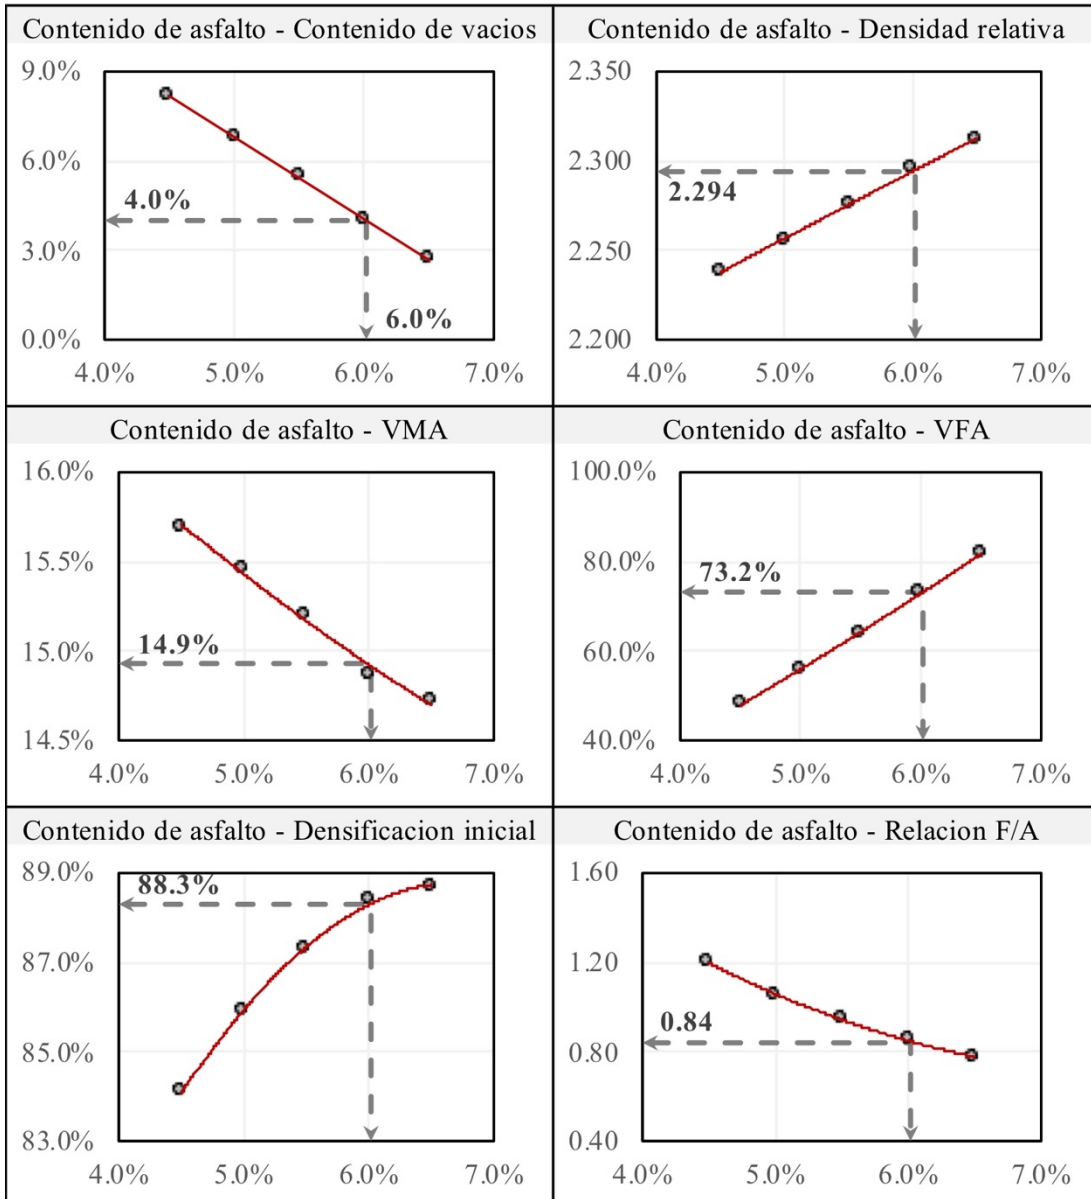 Contenido de asfalto - Contenido de vacios
9.0%
6.0%
4.0%
3.0%
6.0%
0.0%
4.0% 5.0% 6.0% 7.0%
Contenido de asfalto - Densidad relativa
2.350
2.300
2.294
2.250
2.200
4.0% 5.0% 6.0% 7.0%
Contenido de asfalto - VMA
16.0%
15.5%
15.0%
14.9%
14.5%
4.0% 5.0% 6.0% 7.0%
Contenido de asfalto - VFA
100.0%
80.0%
73.2%
60.0%
40.0%
4.0% 5.0% 6.0% 7.0%
Contenido de asfalto - Densificacion inicial
89.0%
88.3%
87.0%
85.0%
83.0%
4.0% 5.0% 6.0% 7.0%
Contenido de asfalto - Relacion F/A
1.60
1.20
0.84
0.80
0.40
4.0% 5.0% 6.0% 7.0%